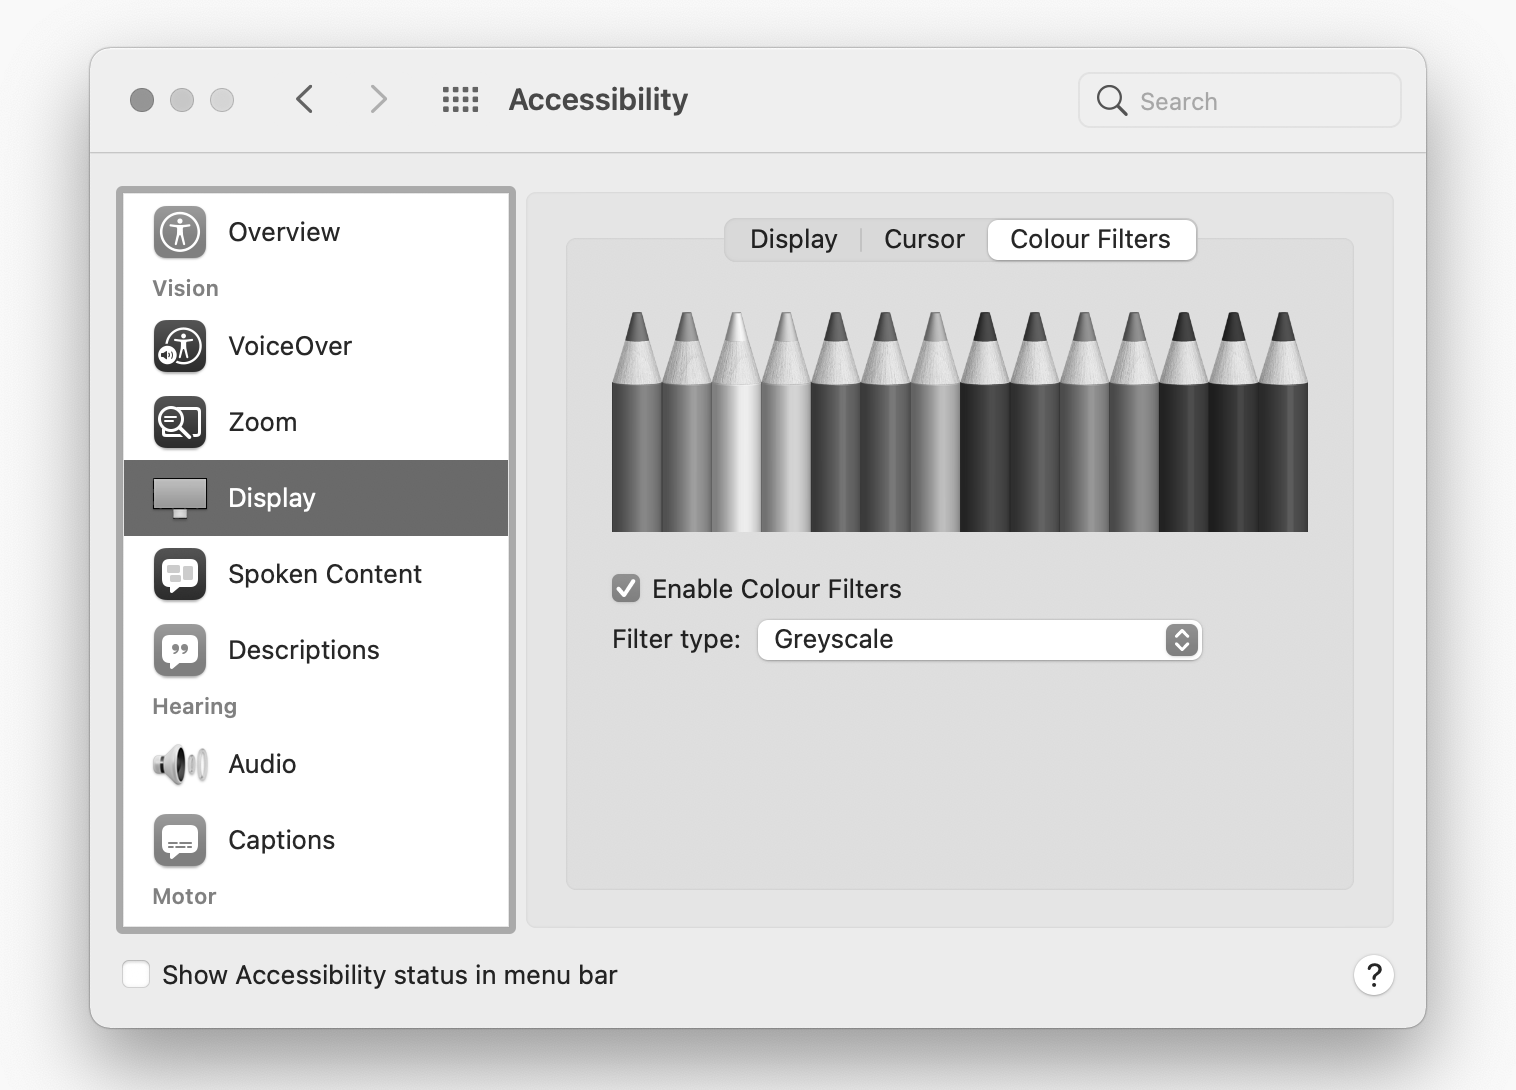 Accessibility
Search
Overview
Vision
VoiceOver
Zoom
Display
Spoken Content
Descriptions
Hearing
Audio
Captions
Motor
Display
Cursor
Colour Filters
Enable Colour Filters
Filter type:
Greyscale
Show Accessibility status in menu bar
?